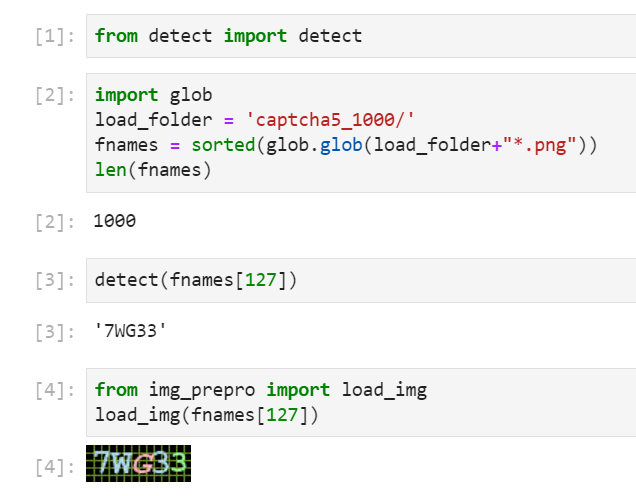 [1]: from detect import detect
[2]: import glob
load_folder = 'captcha5_1000/'
fnames = sorted(glob.glob(load_folder+"*.png"))
len(fnames)
[2]: 1000
[3]: detect(fnames[127])
[3]: '7WG33'
[4]: from img_prepro import load_img
load_img(fnames[127])
[4]: 7WG33